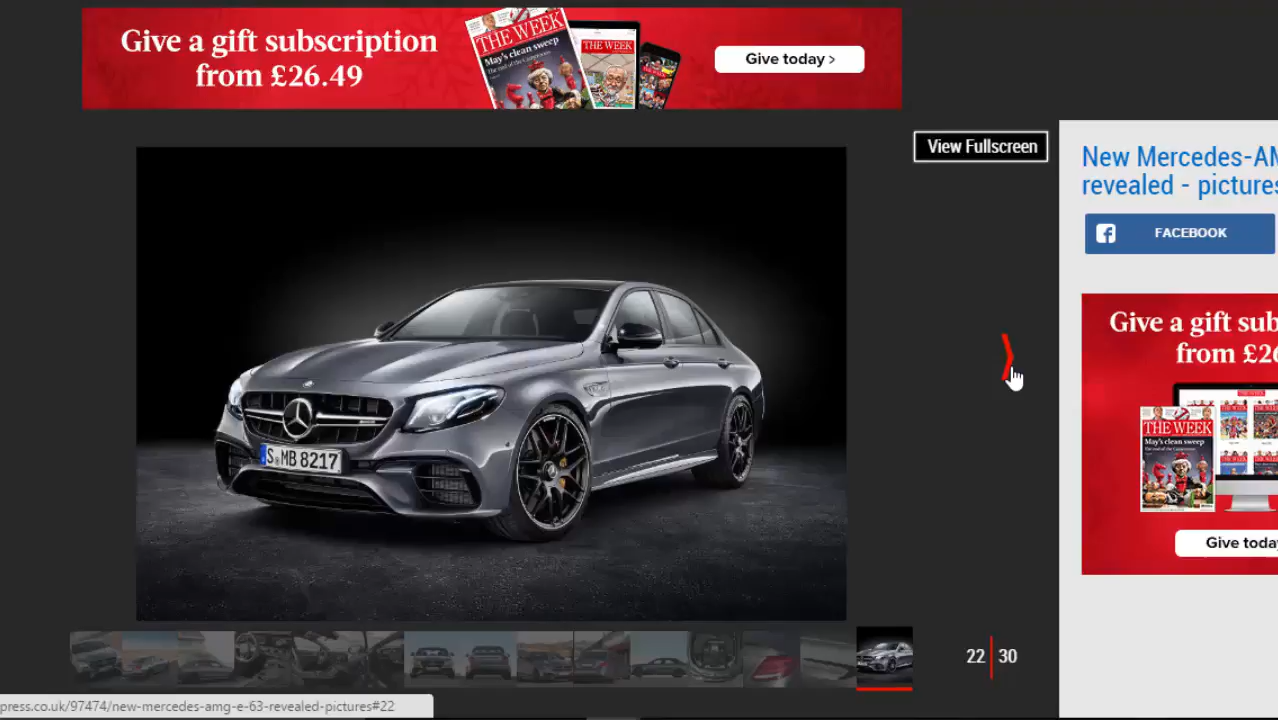 Give a gift subscription
from £26.49
THE WEEK
May's clean sweep
THE WEEK
Give today >
View Fullscreen
New Mercedes-AM
revealed - pictures
FACEBOOK
S MB 8217
Give a gift sub
from £2
THE WEEK
May's clean sweep
Give toda
22 30
press.co.uk/97474/new-mercedes-amg-e-63-revealed-pictures#22